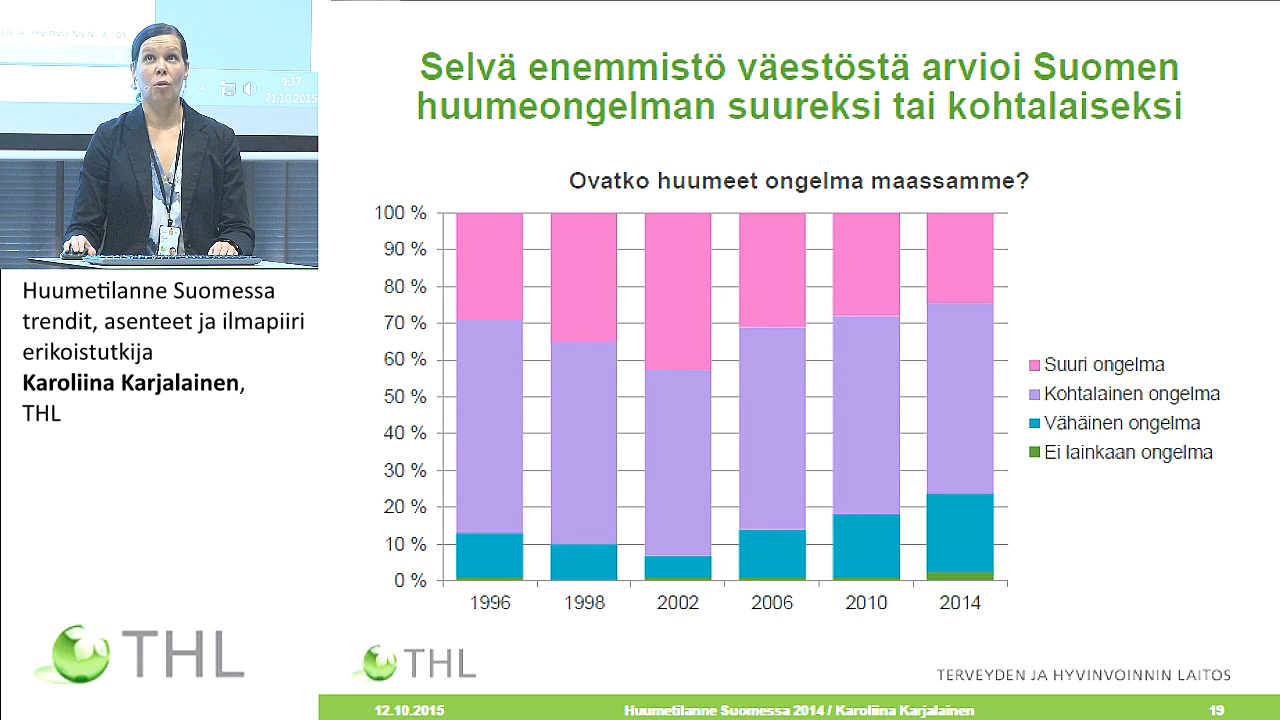 9:37
21.10.2015
Huumetilanne Suomessa
trendit, asenteet ja ilmapiiri
erikoistutkija
Karoliina Karjalainen,
THL
THL
Selvä enemmistö väestöstä arvioi Suomen
huumeongelman suureksi tai kohtalaiseksi
Ovatko huumeet ongelma maassamme?
100 %
90 %
80 %
70 %
60 %
50 %
40 %
30 %
20 %
10 %
0 %
1996 1998 2002 2006 2010 2014
Suuri ongelma
Kohtalainen ongelma
Vähäinen ongelma
Ei lainkaan ongelma
THL
TERVEYDEN JA HYVINVOINNIN LAITOS
12.10.2015 Huumetilanne Suomessa 2014 / Karoliina Karjalainen 19